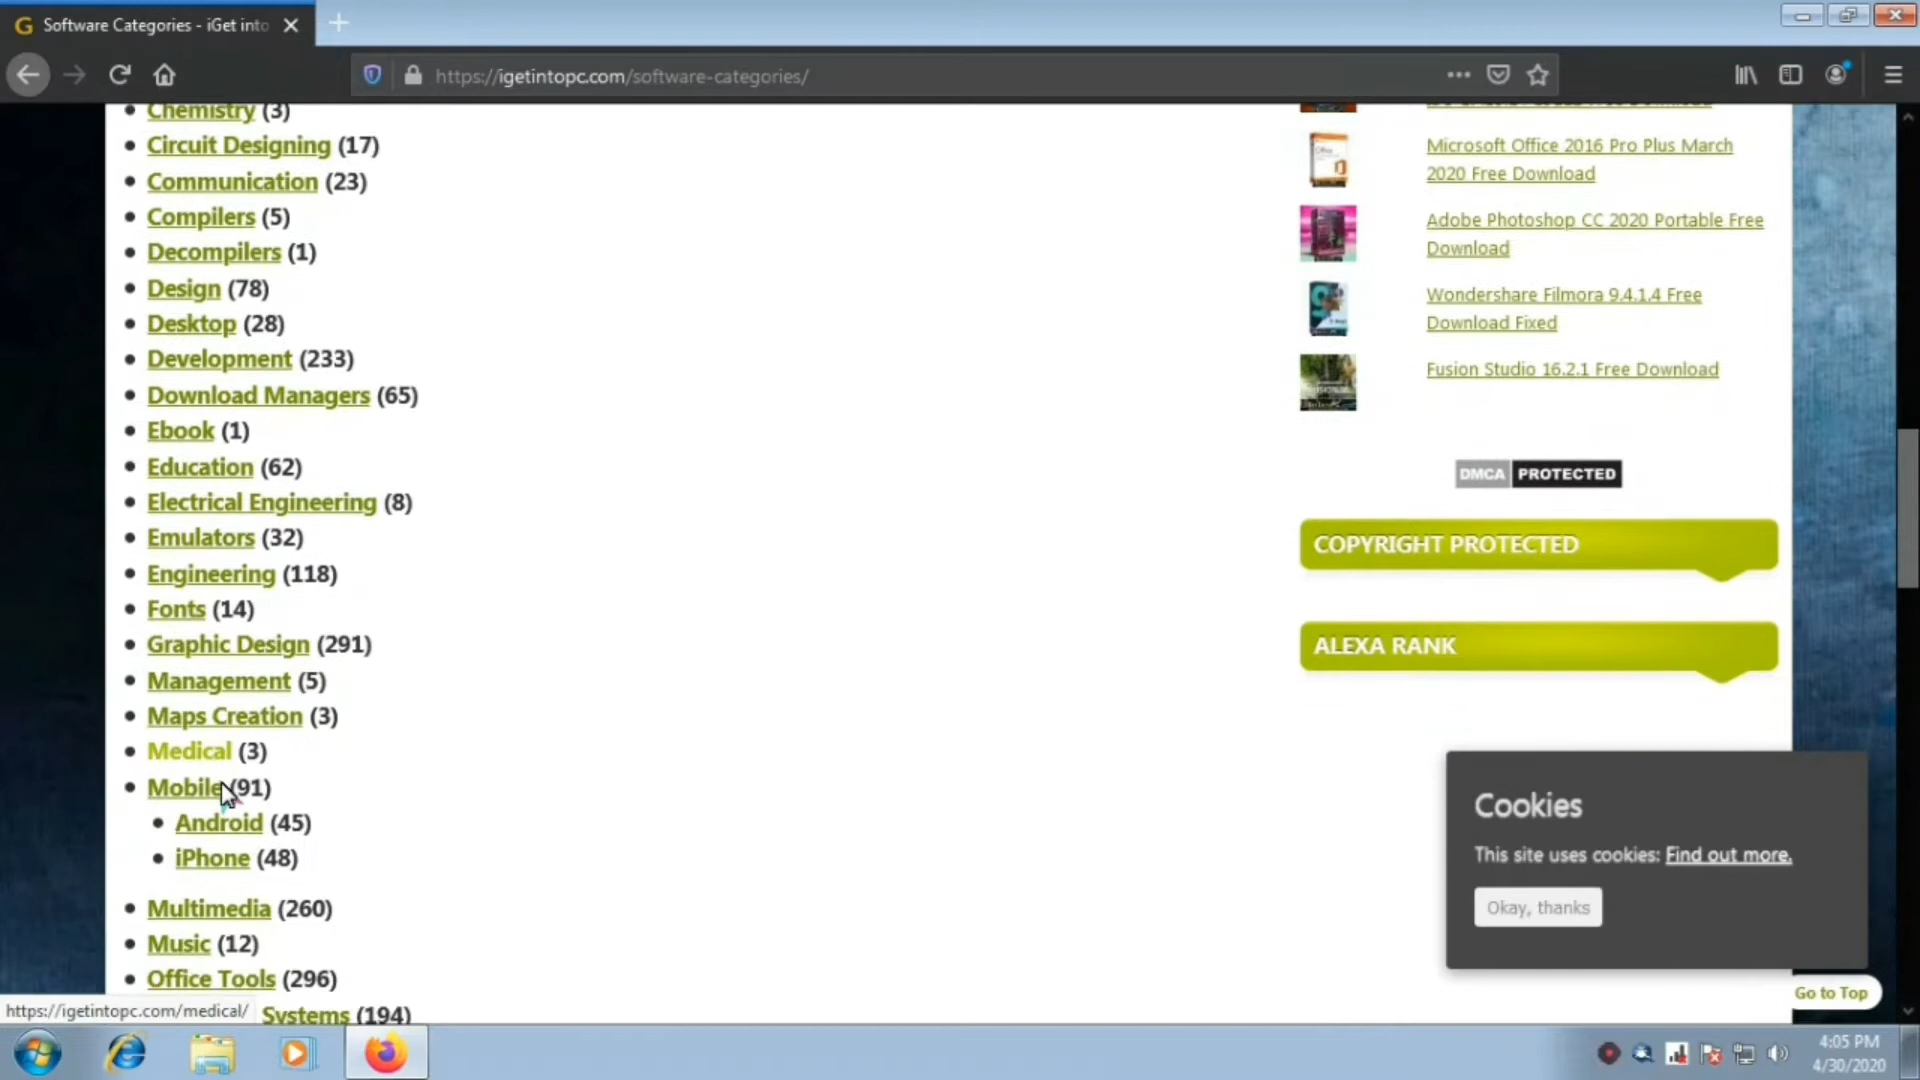 Software Categories - iGet into
https://igetintopc.com/software-categories/
Chemistry (3)
Circuit Designing (17)
Communication (23)
Compilers (5)
Decompilers (1)
Design (78)
Desktop (28)
Development (233)
Download Managers (65)
Ebook (1)
Education (62)
Electrical Engineering (8)
Emulators (32)
Engineering (118)
Fonts (14)
Graphic Design (291)
Management (5)
Maps Creation (3)
Medical (3)
Mobile (91)
Android (45)
iPhone (48)
Multimedia (260)
Music (12)
Office Tools (296)
Systems (194)
Microsoft Office 2016 Pro Plus March
2020 Free Download
Adobe Photoshop CC 2020 Portable Free
Download
Wondershare Filmora 9.4.1.4 Free
Download Fixed
Fusion Studio 16.2.1 Free Download
DMCA PROTECTED
COPYRIGHT PROTECTED
ALEXA RANK
Cookies
This site uses cookies: Find out more.
Okay, thanks
Go to Top
https://igetintopc.com/medical/
4:05 PM
4/30/2020